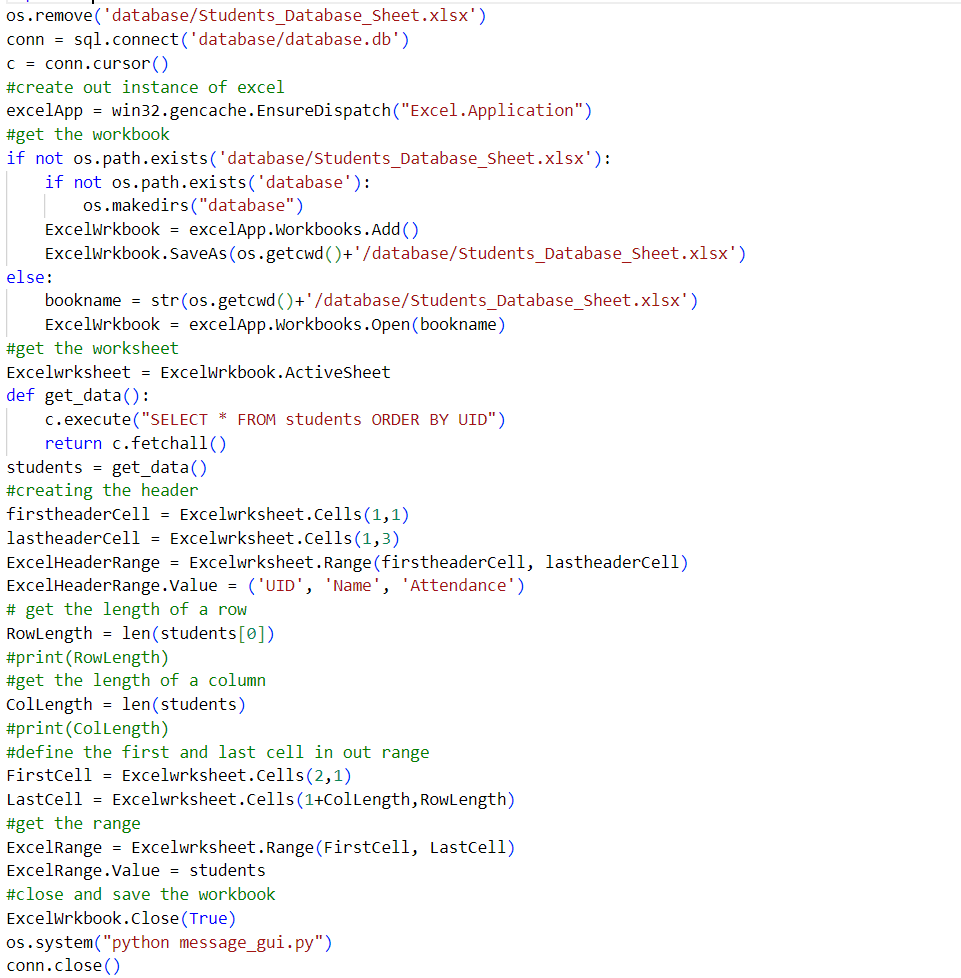 os.remove('database/Students_Database_Sheet.xlsx')
conn = sql.connect('database/database.db')
c = conn.cursor()
#create out instance of excel
excelApp = win32.gencache.EnsureDispatch("Excel.Application")
#get the workbook
if not os.path.exists('database/Students_Database_Sheet.xlsx'):
    if not os.path.exists('database'):
        os.makedirs("database")
    ExcelWrkbook = excelApp.Workbooks.Add()
    ExcelWrkbook.SaveAs(os.getcwd()+'/database/Students_Database_Sheet.xlsx')
else:
    bookname = str(os.getcwd()+'/database/Students_Database_Sheet.xlsx')
    ExcelWrkbook = excelApp.Workbooks.Open(bookname)
#get the worksheet
Excelwrksheet = ExcelWrkbook.ActiveSheet
def get_data():
    c.execute("SELECT * FROM students ORDER BY UID")
    return c.fetchall()
students = get_data()
#creating the header
firstheaderCell = Excelwrksheet.Cells(1,1)
lastheaderCell = Excelwrksheet.Cells(1,3)
ExcelHeaderRange = Excelwrksheet.Range(firstheaderCell, lastheaderCell)
ExcelHeaderRange.Value = ('UID', 'Name', 'Attendance')
# get the length of a row
RowLength = len(students[0])
#print(RowLength)
#get the length of a column
ColLength = len(students)
#print(ColLength)
#define the first and last cell in out range
FirstCell = Excelwrksheet.Cells(2,1)
LastCell = Excelwrksheet.Cells(1+ColLength,RowLength)
#get the range
ExcelRange = Excelwrksheet.Range(FirstCell, LastCell)
ExcelRange.Value = students
#close and save the workbook
ExcelWrkbook.Close(True)
os.system("python message_gui.py")
conn.close()